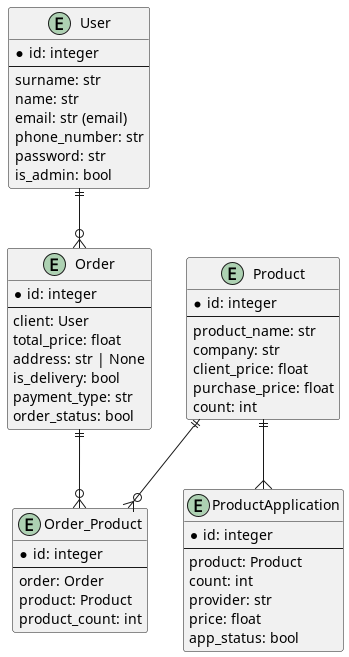 E User
* id: integer
surname: str
name: str
email: str (email)
phone_number: str
password: str
is_admin: bool
E Order
* id: integer
client: User
total_price: float
address: str | None
is_delivery: bool
payment_type: str
order_status: bool
E Product
* id: integer
product_name: str
company: str
client_price: float
purchase_price: float
count: int
E Order_Product
* id: integer
order: Order
product: Product
product_count: int
E ProductApplication
* id: integer
product: Product
count: int
provider: str
price: float
app_status: bool